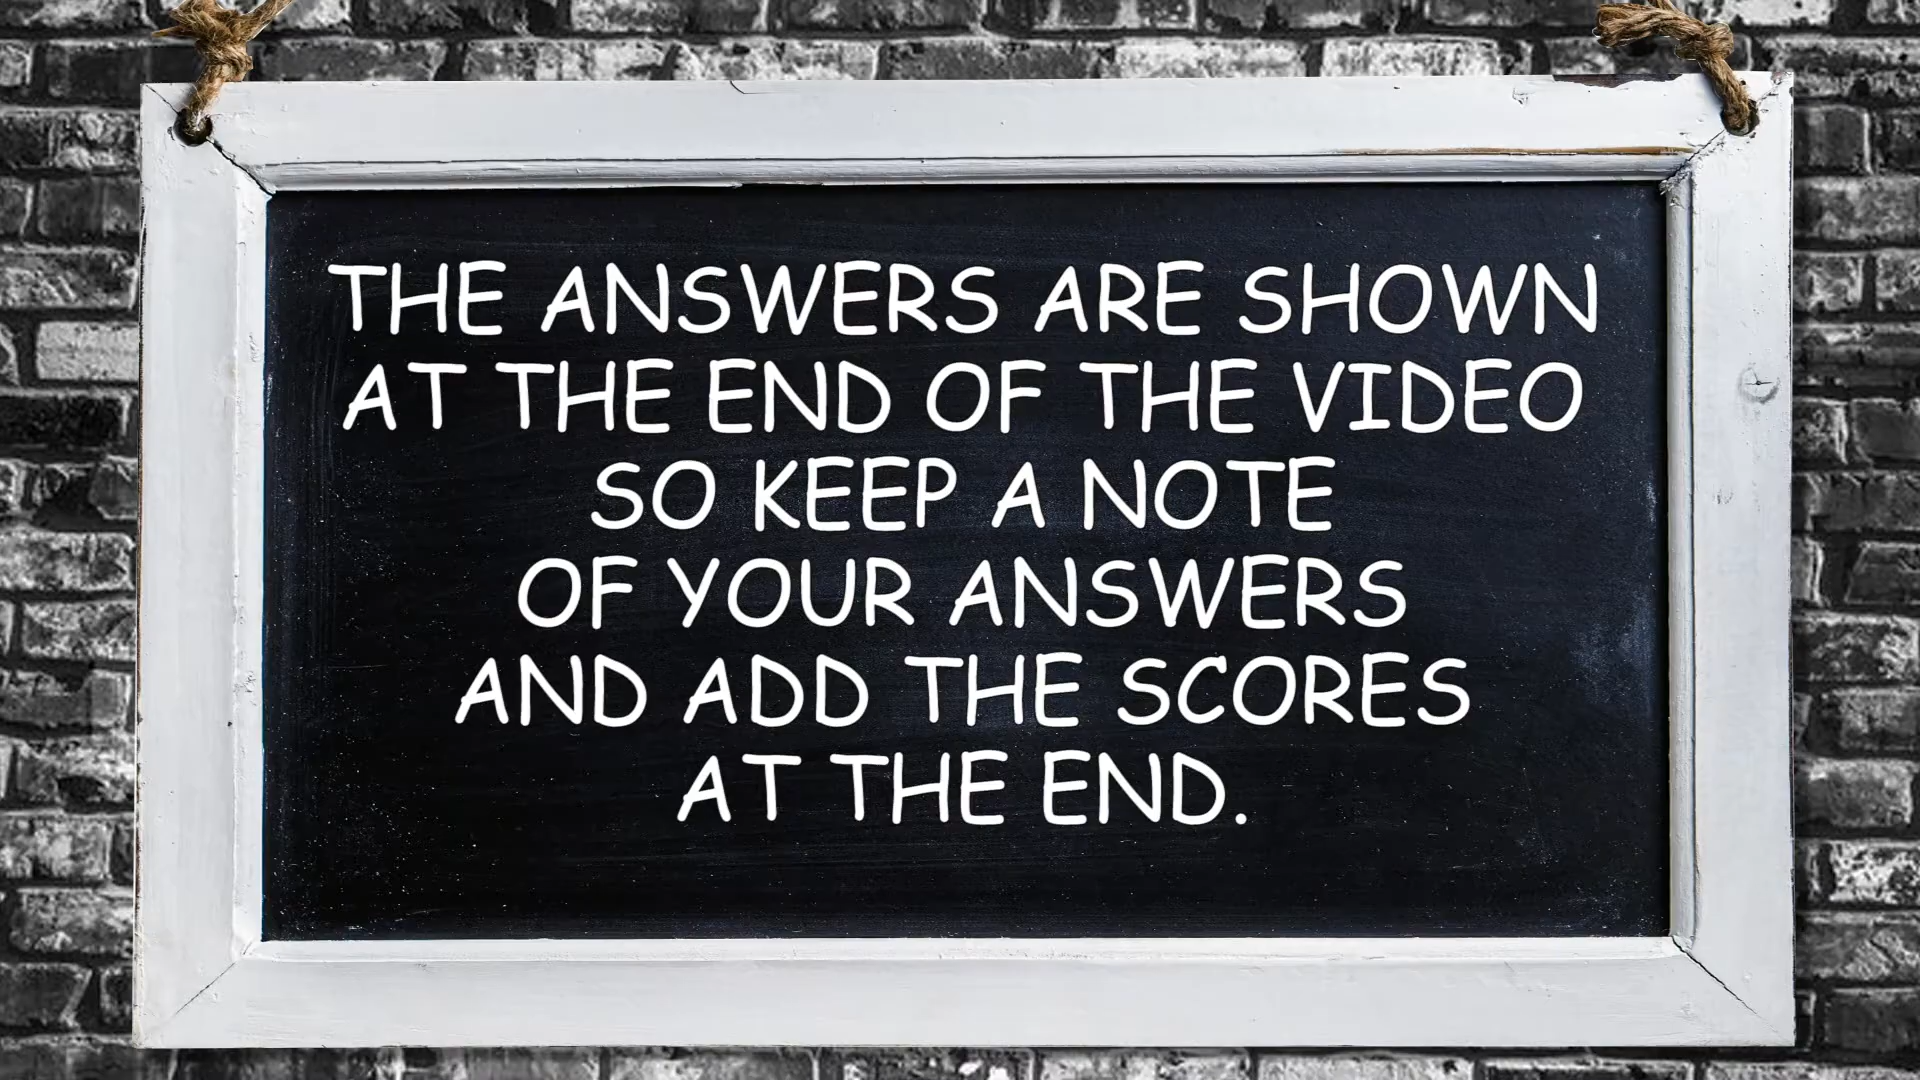 THE ANSWERS ARE SHOWN
AT THE END OF THE VIDEO
SO KEEP A NOTE
OF YOUR ANSWERS
AND ADD THE SCORES
AT THE END.